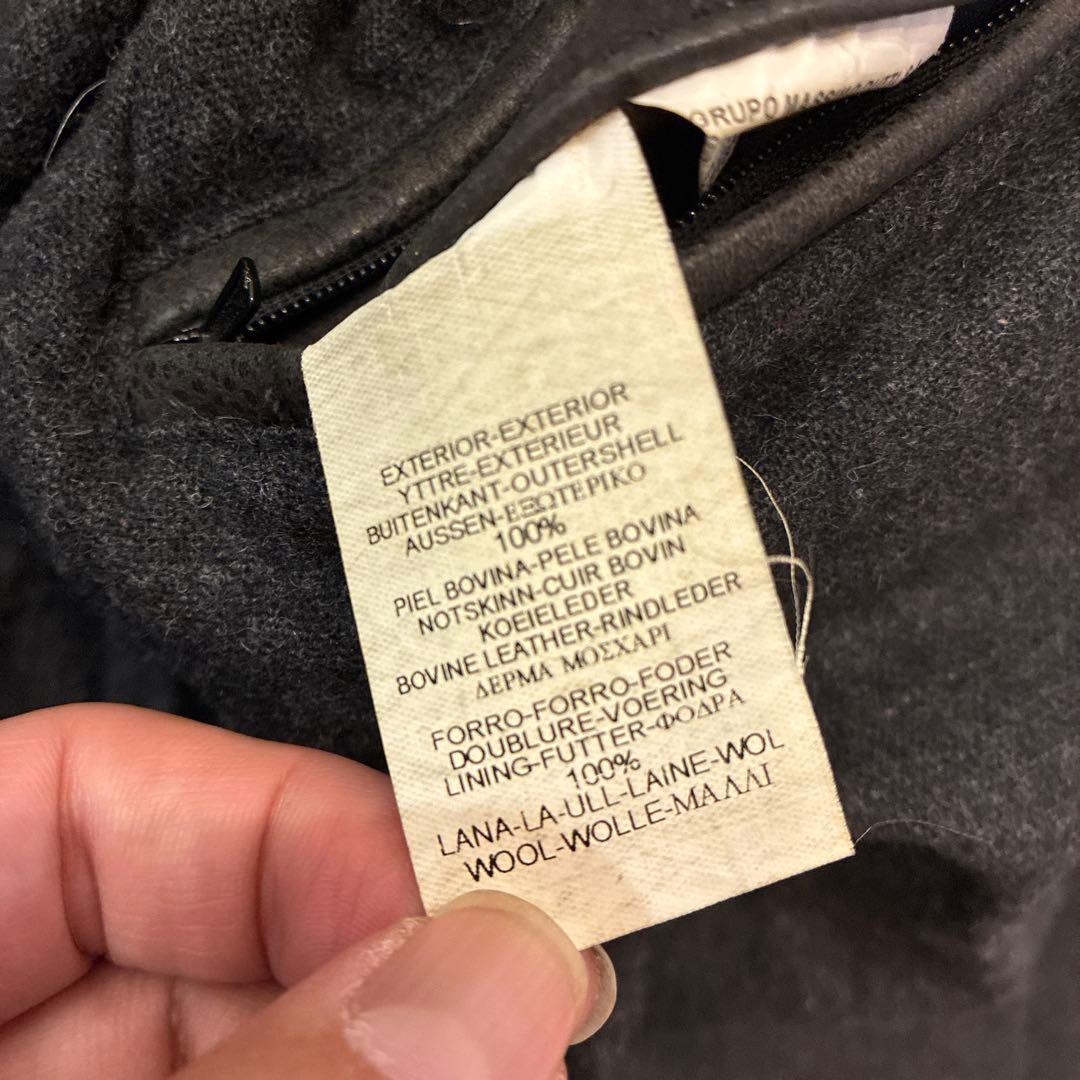 GRUPO
EXTERIOR-EXTERIOR
YTTRE-EXTERIEUR
BUITENKANT-OUTERSHELL
AUSSEN-ΕΞΩΤΕΡΙΚΟ
100%
PIEL BOVINA-PELE BOVINA
NOTSKINN-CUIR BOVIN
KOEIELEDER
BOVINE LEATHER-RINDLEDER
ΔΕΡΜΑ ΜΟΣΧΑΡΙ
FORRO-FORRO-FODER
DOUBLURE-VOERING
LINING-FUTTER-ΦΟΔΡΑ
100%
LANA-LA-ULL-LAINE-WOL
WOOL-WOLLE-ΜΑΛΛΙ